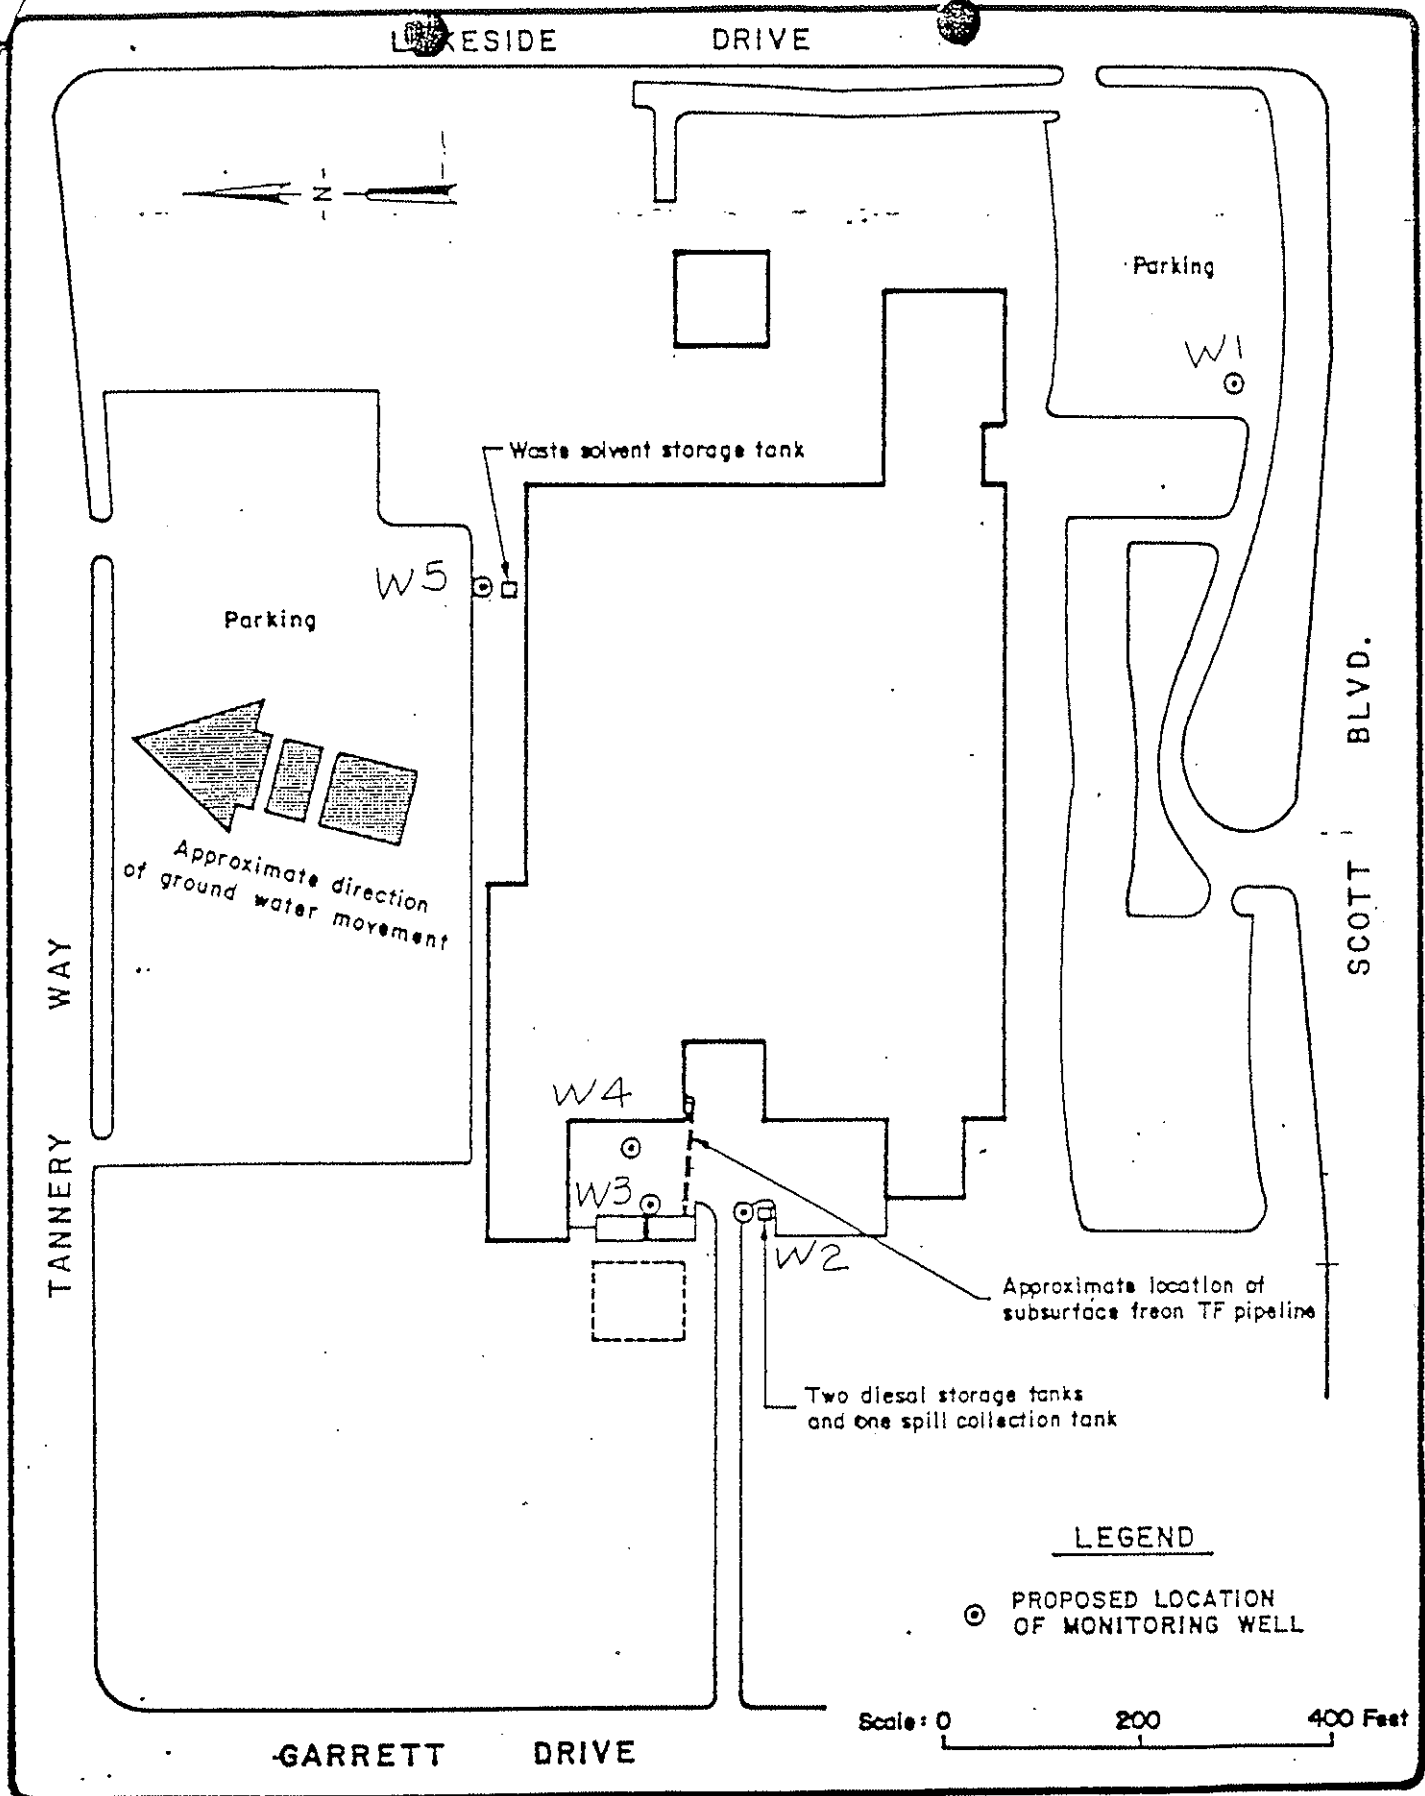 LAKESIDE DRIVE
N
Parking
W1
Waste solvent storage tank
W5
Parking
Approximate direction
of ground water movement
SCOTT BLVD.
TANNERY WAY
W4
W3
W2
Approximate location of
subsurface freon TF pipeline
Two diesal storage tanks
and one spill collection tank
LEGEND
PROPOSED LOCATION
OF MONITORING WELL
Scale: 0 200 400 Feet
GARRETT DRIVE